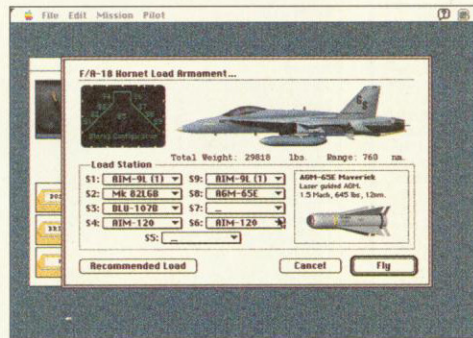 File Edit Mission Pilot
F/A-18 Hornet Load Armament...
Stores Configuration
Total Weight: 29818 lbs. Range: 760 nm.
Load Station
S1: AIM-9L (1) S9: AIM-9L (1)
S2: Mk 82LGB S8: AGM-65E
S3: BLU-107B S7: _
S4: AIM-120 S6: AIM-120
S5: _
AGM-65E Maverick
Lazer guided AGM.
1.5 Mach, 645 lbs, 12nm.
Recommended Load Cancel Fly